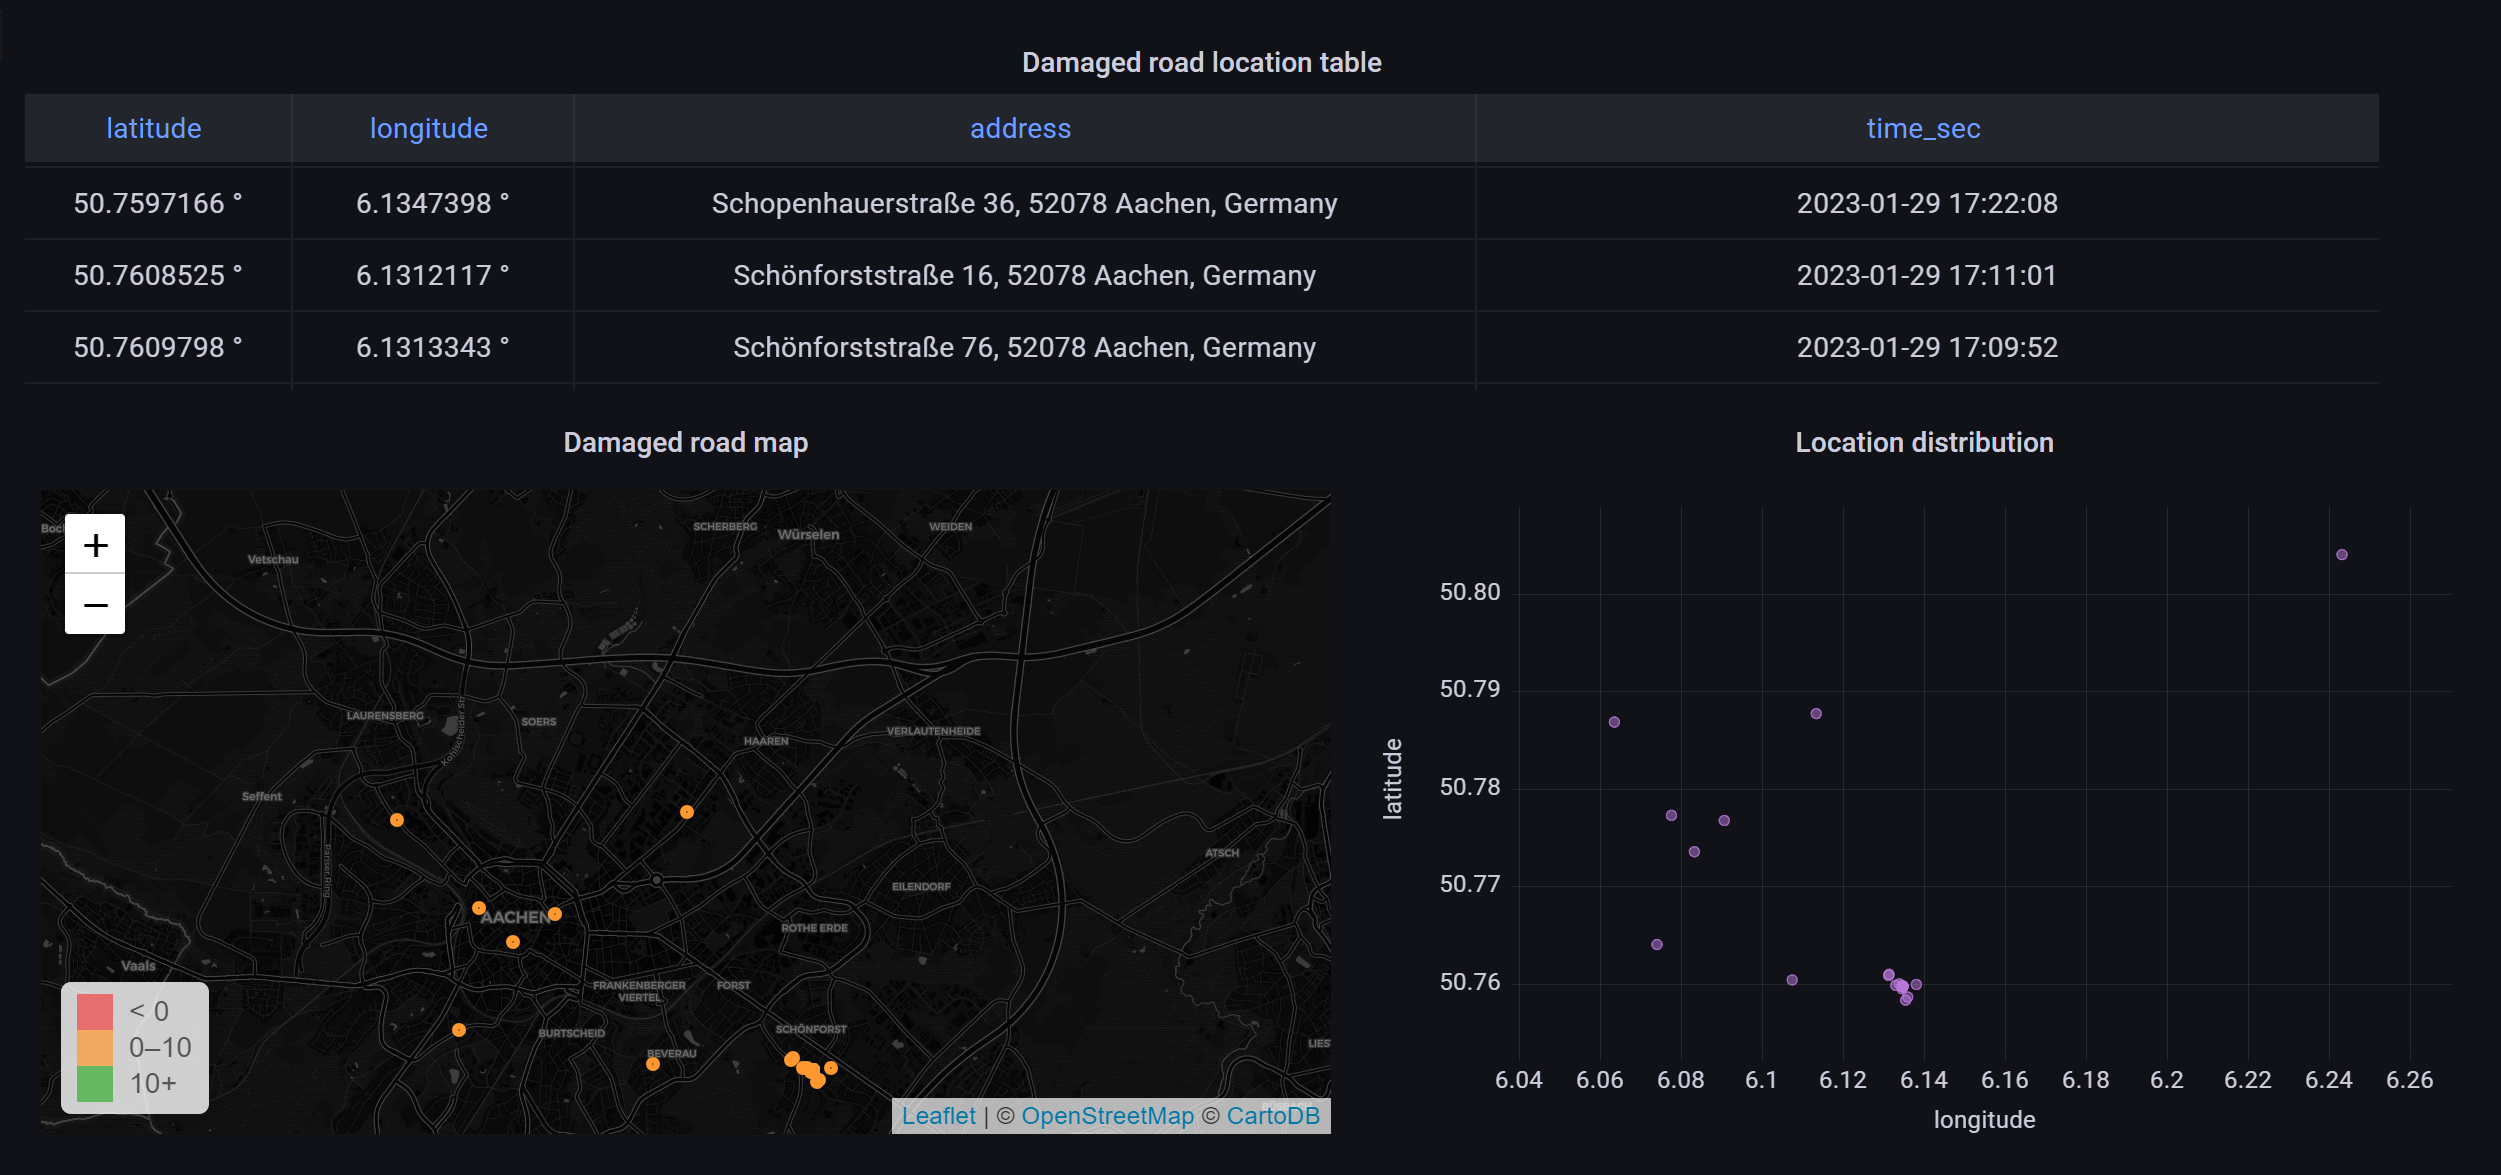 Damaged road location table
latitude longitude address time_sec
50.7597166 ° 6.1347398 ° Schopenhauerstraße 36, 52078 Aachen, Germany 2023-01-29 17:22:08
50.7608525 ° 6.1312117 ° Schönforststraße 16, 52078 Aachen, Germany 2023-01-29 17:11:01
50.7609798 ° 6.1313343 ° Schönforststraße 76, 52078 Aachen, Germany 2023-01-29 17:09:52
Damaged road map
+
−
SCHERBERG
Würselen
WEIDEN
Vetschau
LAURENSBERG
Kohlscheider Str.
SOERS
HAAREN
VERLAUTENHEIDE
Seffent
Pariser Ring
ATSCH
EILENDORF
AACHEN
ROTHE ERDE
Vaals
FRANKENBERGER
VIERTEL
FORST
BURTSCHEID
SCHÖNFORST
BEVERAU
LIES
< 0
0–10
10+
Leaflet | © OpenStreetMap © CartoDB
Location distribution
latitude
50.80
50.79
50.78
50.77
50.76
6.04 6.06 6.08 6.1 6.12 6.14 6.16 6.18 6.2 6.22 6.24 6.26
longitude